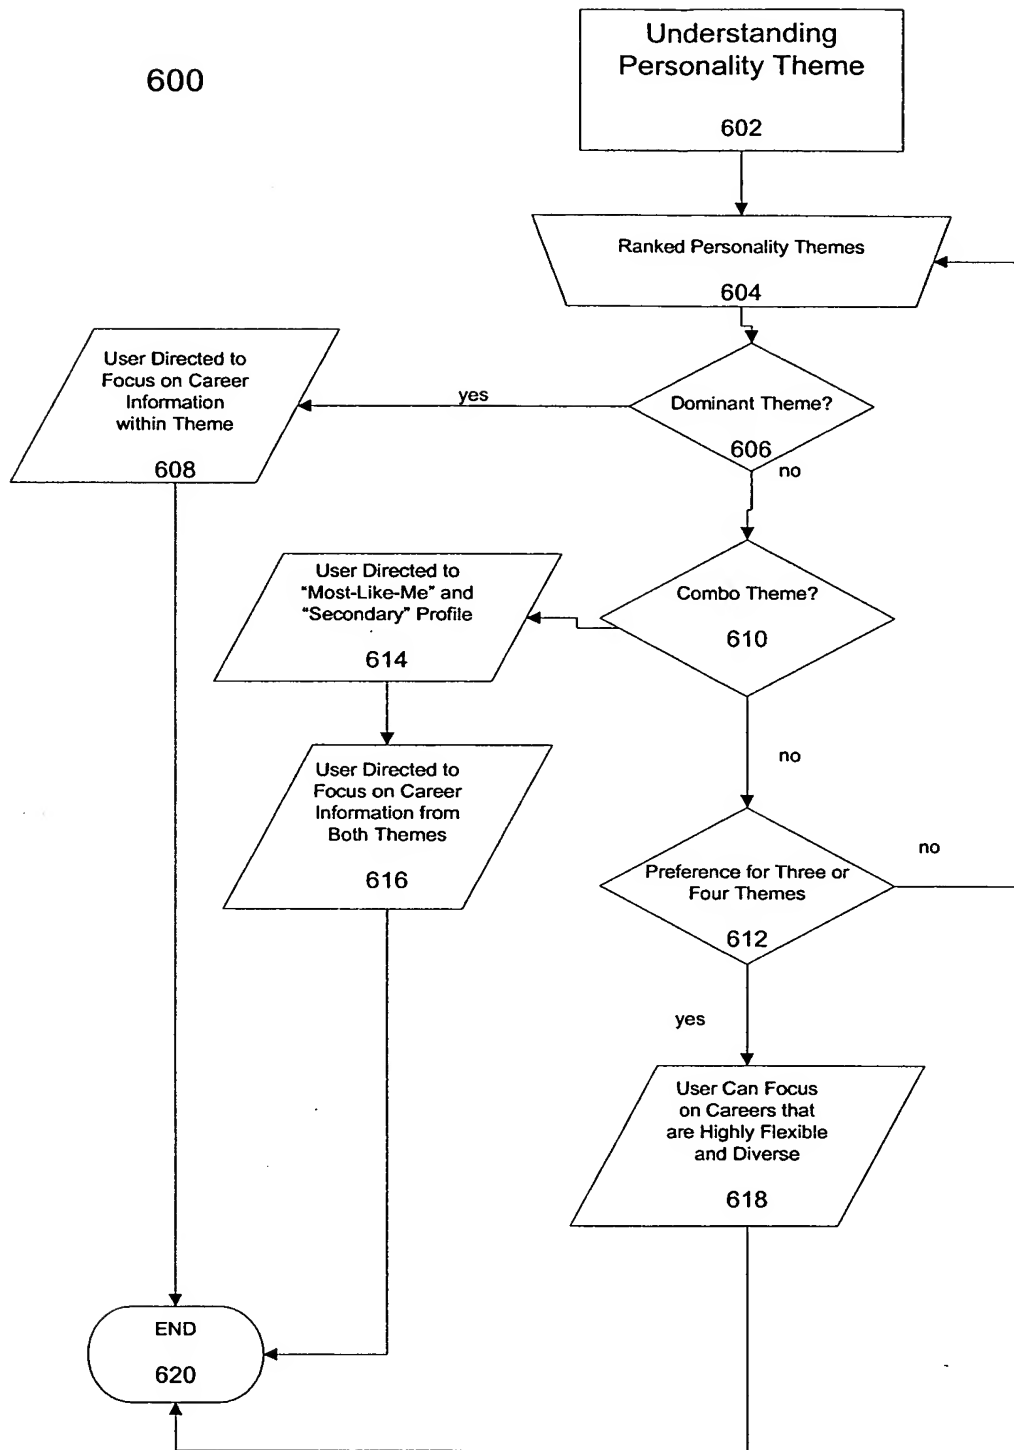 600
Understanding
Personality Theme
602
Ranked Personality Themes
604
User Directed to
Focus on Career
Information
within Theme
608
yes
Dominant Theme?
606
no
User Directed to
"Most-Like-Me" and
"Secondary" Profile
614
Combo Theme?
610
no
User Directed to
Focus on Career
Information from
Both Themes
616
Preference for Three or
Four Themes
612
no
yes
User Can Focus
on Careers that
are Highly Flexible
and Diverse
618
END
620